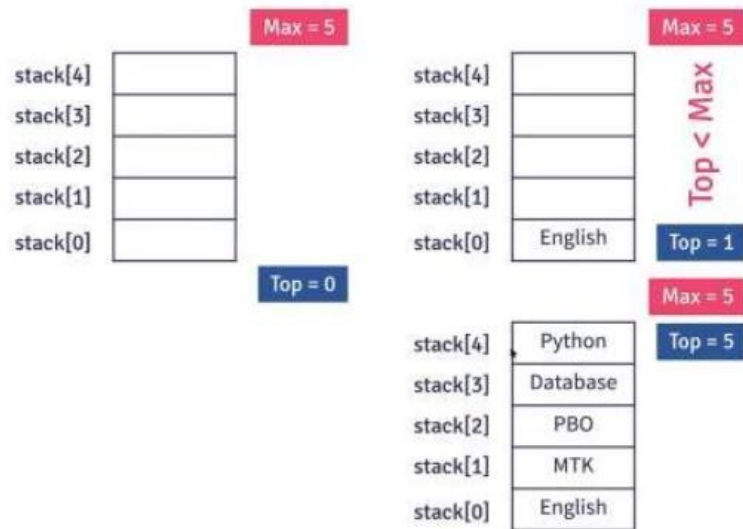 Max = 5
stack[4]
stack[3]
stack[2]
stack[1]
stack[0]
Top = 0
Max = 5
stack[4]
stack[3]
stack[2]
stack[1]
stack[0] English
Top < Max
Top = 1
Max = 5
stack[4] Python Top = 5
stack[3] Database
stack[2] PBO
stack[1] MTK
stack[0] English